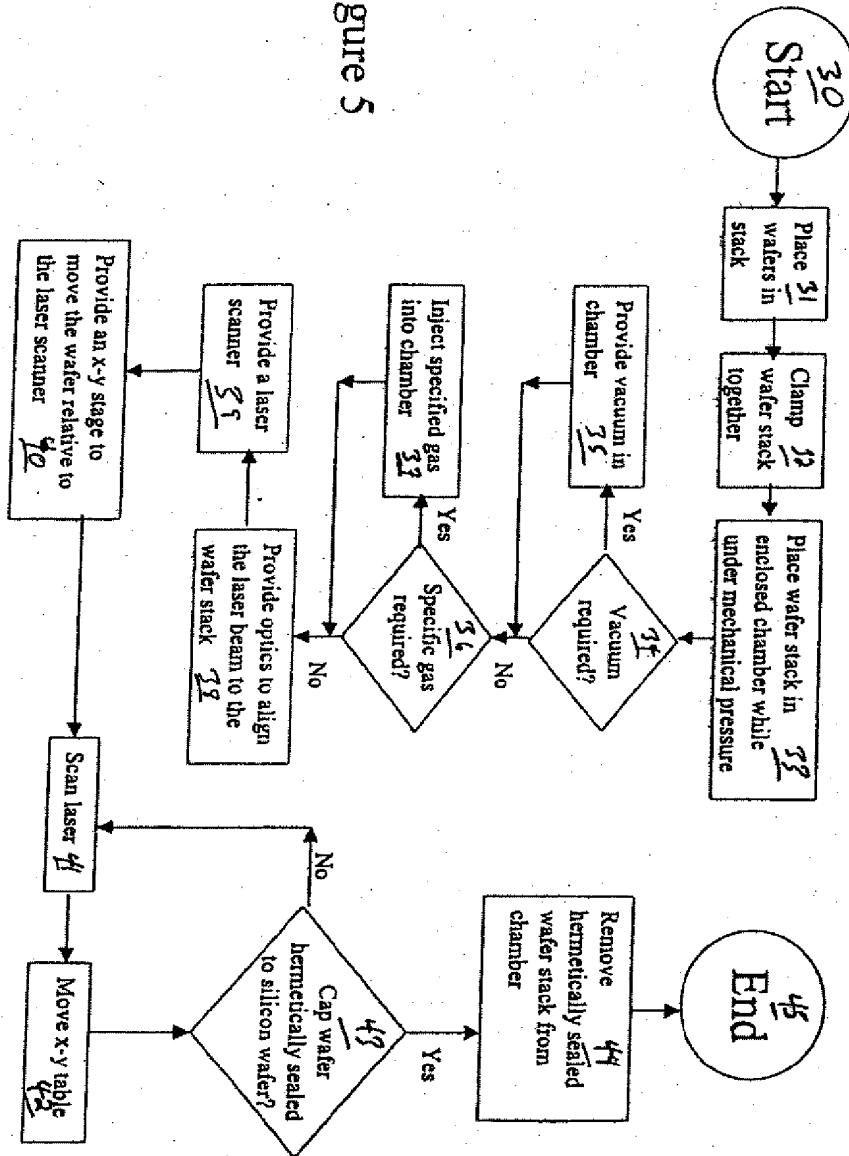 30
Start
Place 31
wafers in
stack
Clamp 32
wafer stack
together
Place wafer stack in 33
enclosed chamber while
under mechanical pressure
34
Vacuum
required?
Yes
No
Provide vacuum in
chamber 35
36
Specific gas
required?
Yes
No
Inject specified gas
into chamber 37
Provide optics to align
the laser beam to the
wafer stack 38
Provide a laser
scanner 39
Provide an x-y stage to
move the wafer relative to
the laser scanner 40
Scan laser 41
Move x-y table
42
43
Cap wafer
hermetically sealed
to silicon wafer?
No
Yes
Remove 44
hermetically sealed
wafer stack from
chamber
45
End
gure 5